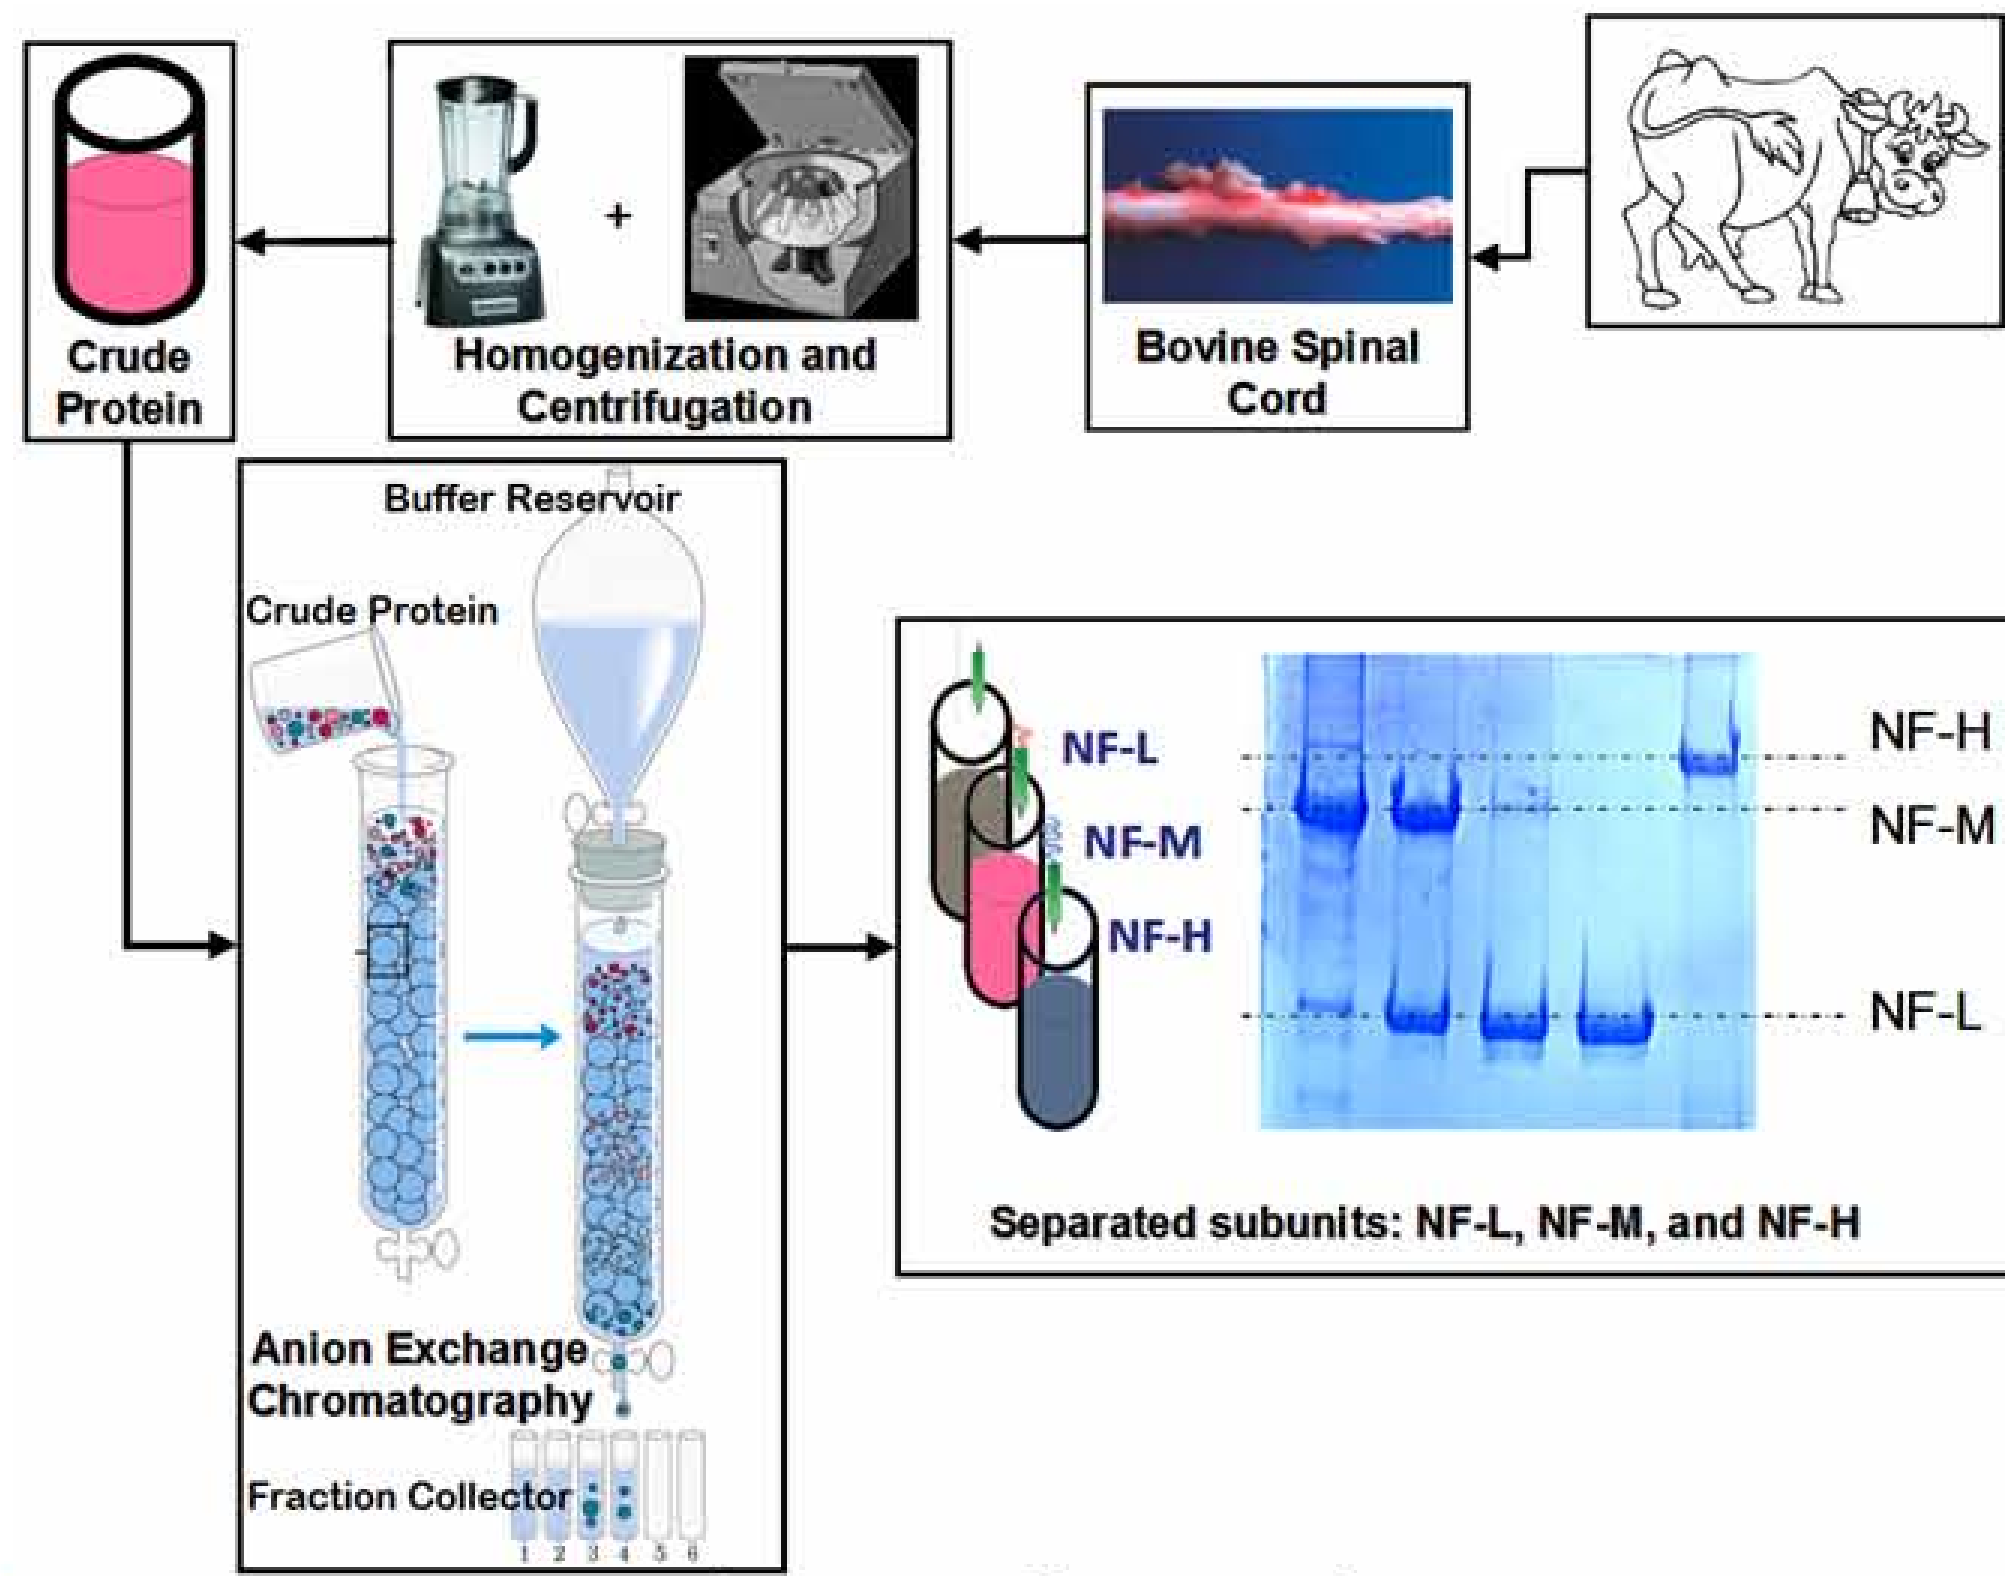 Crude
Protein
+
Homogenization and
Centrifugation
Bovine Spinal
Cord
Buffer Reservoir
Crude Protein
Anion Exchange
Chromatography
Fraction Collector
1 2 3 4 5 6
NF-L
NF-M
NF-H
NF-H
NF-M
NF-L
Separated subunits: NF-L, NF-M, and NF-H